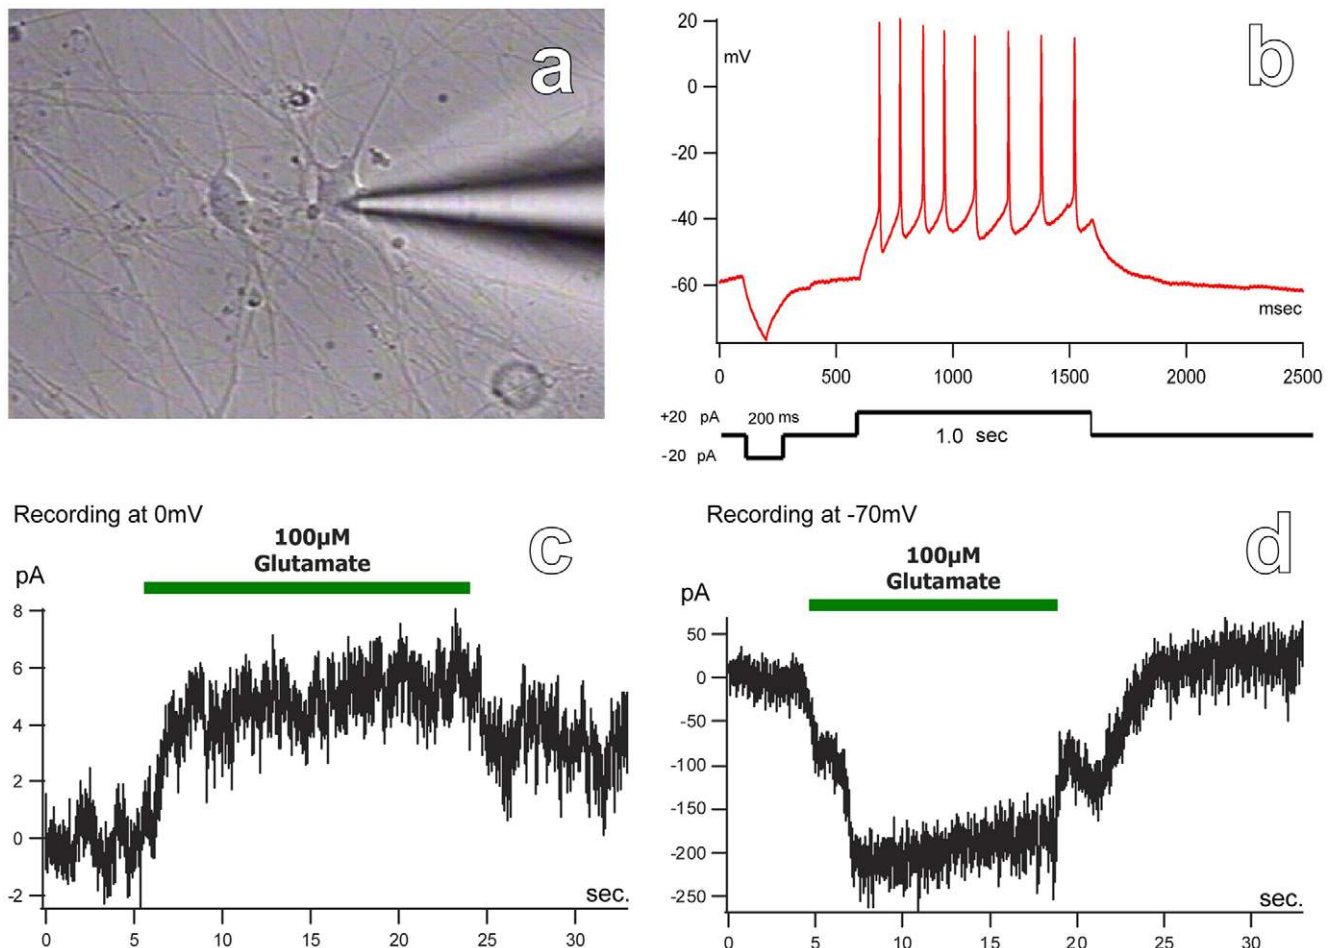 a
b
20
mV
0
-20
-40
-60
msec
0 500 1000 1500 2000 2500
+20 pA
200 ms
1.0 sec
-20 pA
Recording at 0mV
c
100µM
Glutamate
pA
8
6
4
2
0
-2
sec.
0 5 10 15 20 25 30
Recording at -70mV
d
100µM
Glutamate
pA
50
0
-50
-100
-150
-200
-250
sec.
0 5 10 15 20 25 30